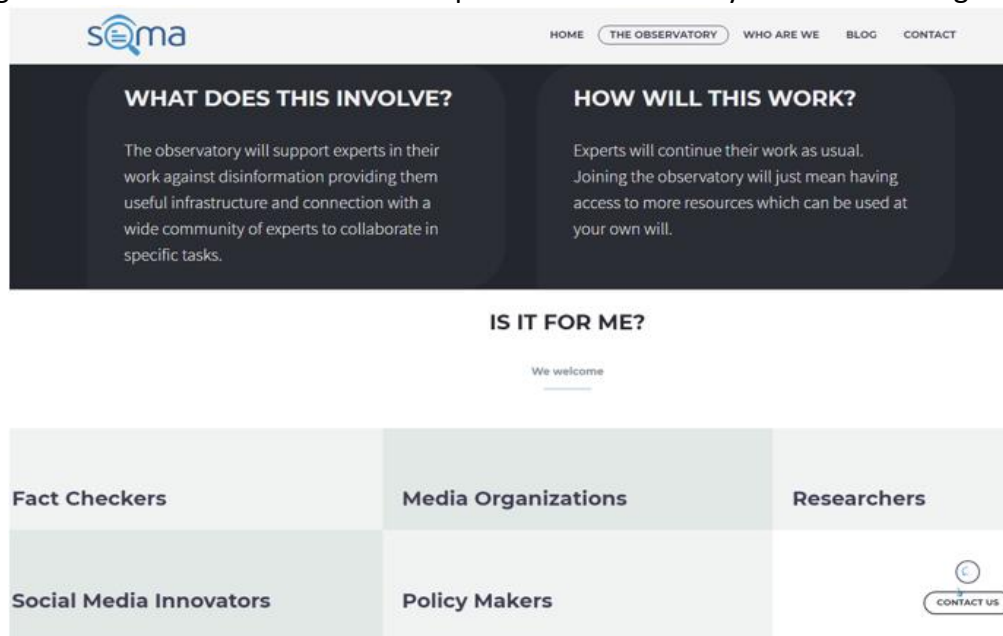 soma
HOME THE OBSERVATORY WHO ARE WE BLOG CONTACT
WHAT DOES THIS INVOLVE?
The observatory will support experts in their
work against disinformation providing them
useful infrastructure and connection with a
wide community of experts to collaborate in
specific tasks.
HOW WILL THIS WORK?
Experts will continue their work as usual.
Joining the observatory will just mean having
access to more resources which can be used at
your own will.
IS IT FOR ME?
We welcome
Fact Checkers
Media Organizations
Researchers
Social Media Innovators
Policy Makers
CONTACT US